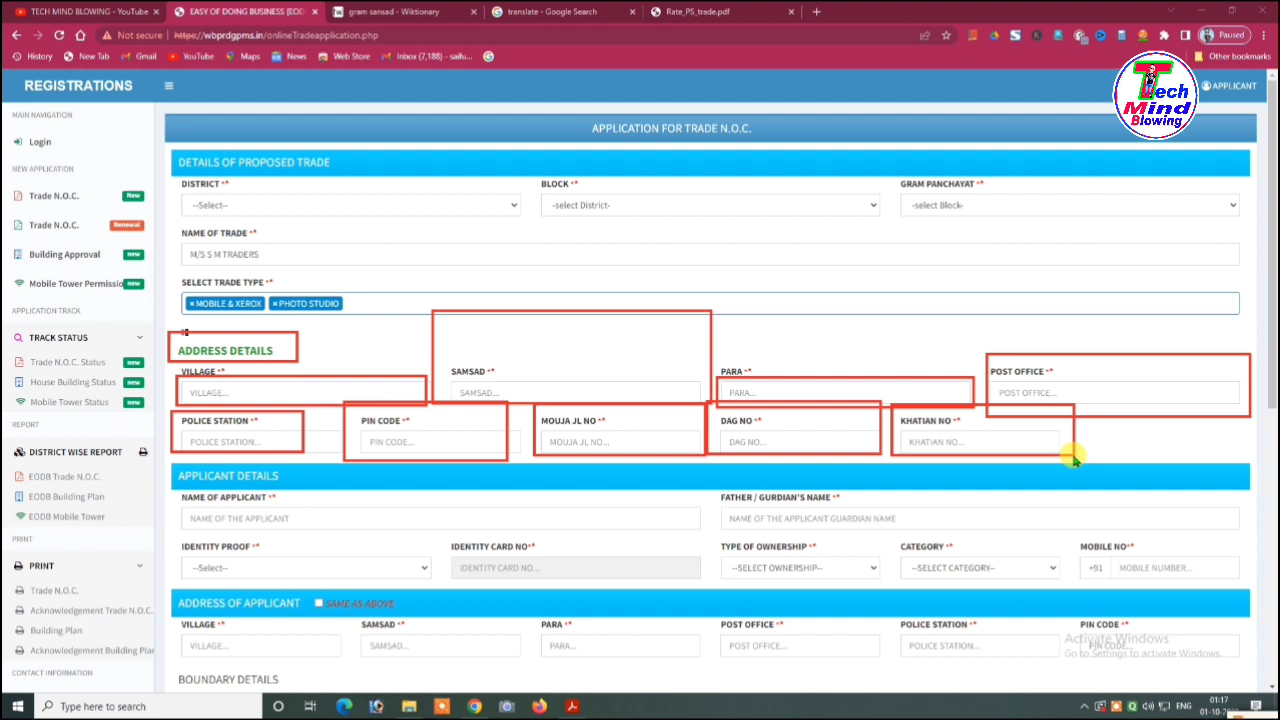 TECH MIND BLOWING - YouTube
EASY OF DOING BUSINESS [EOD
gram sansad - Wiktionary
translate - Google Search
Rate_PS_trade.pdf
Not secure
https://wbprdgpms.in/onlineTradeapplication.php
Paused
History
New Tab
Gmail
YouTube
Maps
News
Web Store
Inbox (7,188) - saifu...
Other bookmarks
REGISTRATIONS
APPLICANT
Tech
Mind
Blowing
MAIN NAVIGATION
Login
NEW APPLICATION
Trade N.O.C. New
Trade N.O.C. Renewal
Building Approval new
Mobile Tower Permissio new
APPLICATION TRACK
TRACK STATUS
Trade N.O.C. Status new
House Building Status new
Mobile Tower Status new
REPORT
DISTRICT WISE REPORT
EODB Trade N.O.C.
EODB Building Plan
EODB Mobile Tower
PRINT
PRINT
Trade N.O.C.
Acknowledgement Trade N.O.C.
Building Plan
Acknowledgement Building Plan
CONTACT INFORMATION
APPLICATION FOR TRADE N.O.C.
DETAILS OF PROPOSED TRADE
DISTRICT ** BLOCK ** GRAM PANCHAYAT **
--Select-- -select District- -select Block-
NAME OF TRADE **
M/S S M TRADERS
SELECT TRADE TYPE **
× MOBILE & XEROX × PHOTO STUDIO
ADDRESS DETAILS
VILLAGE ** SAMSAD ** PARA ** POST OFFICE **
VILLAGE... SAMSAD... PARA... POST OFFICE...
POLICE STATION ** PIN CODE ** MOUJA JL NO ** DAG NO ** KHATIAN NO **
POLICE STATION... PIN CODE... MOUJA JL NO... DAG NO... KHATIAN NO...
APPLICANT DETAILS
NAME OF APPLICANT ** FATHER / GURDIAN'S NAME **
NAME OF THE APPLICANT NAME OF THE APPLICANT GUARDIAN NAME
IDENTITY PROOF ** IDENTITY CARD NO** TYPE OF OWNERSHIP ** CATEGORY ** MOBILE NO**
--Select-- IDENTITY CARD NO... --SELECT OWNERSHIP-- --SELECT CATEGORY-- +91 MOBILE NUMBER...
ADDRESS OF APPLICANT SAME AS ABOVE
VILLAGE ** SAMSAD ** PARA ** POST OFFICE ** POLICE STATION ** PIN CODE **
VILLAGE... SAMSAD... PARA... POST OFFICE... POLICE STATION... PIN CODE...
Activate Windows
Go to Settings to activate Windows.
BOUNDARY DETAILS
Type here to search
ENG
01:17